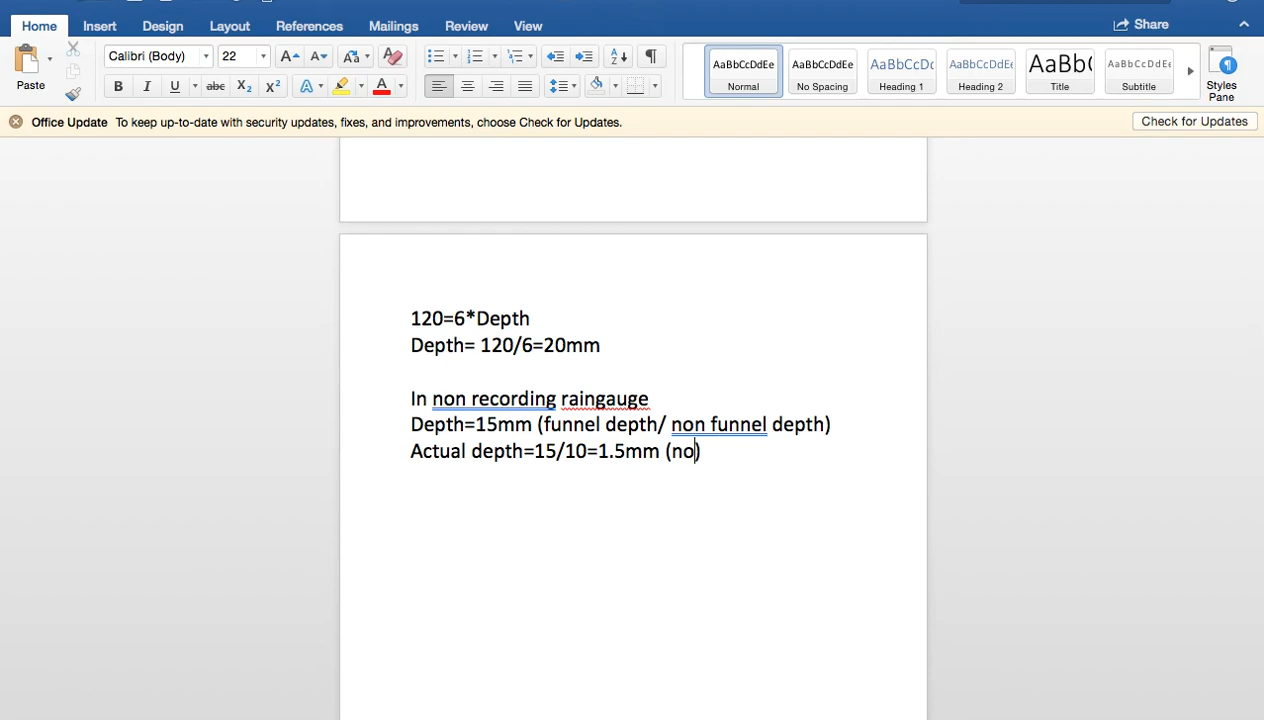 Home Insert Design Layout References Mailings Review View Share
Calibri (Body) 22
Paste
AaBbCcDdEe AaBbCcDdEe AaBbCcDc AaBbCcDdEe AaBb( AaBbCcDdEe
Normal No Spacing Heading 1 Heading 2 Title Subtitle Styles Pane
Office Update To keep up-to-date with security updates, fixes, and improvements, choose Check for Updates. Check for Updates
120=6*Depth
Depth= 120/6=20mm
In non recording raingauge
Depth=15mm (funnel depth/ non funnel depth)
Actual depth=15/10=1.5mm (no)